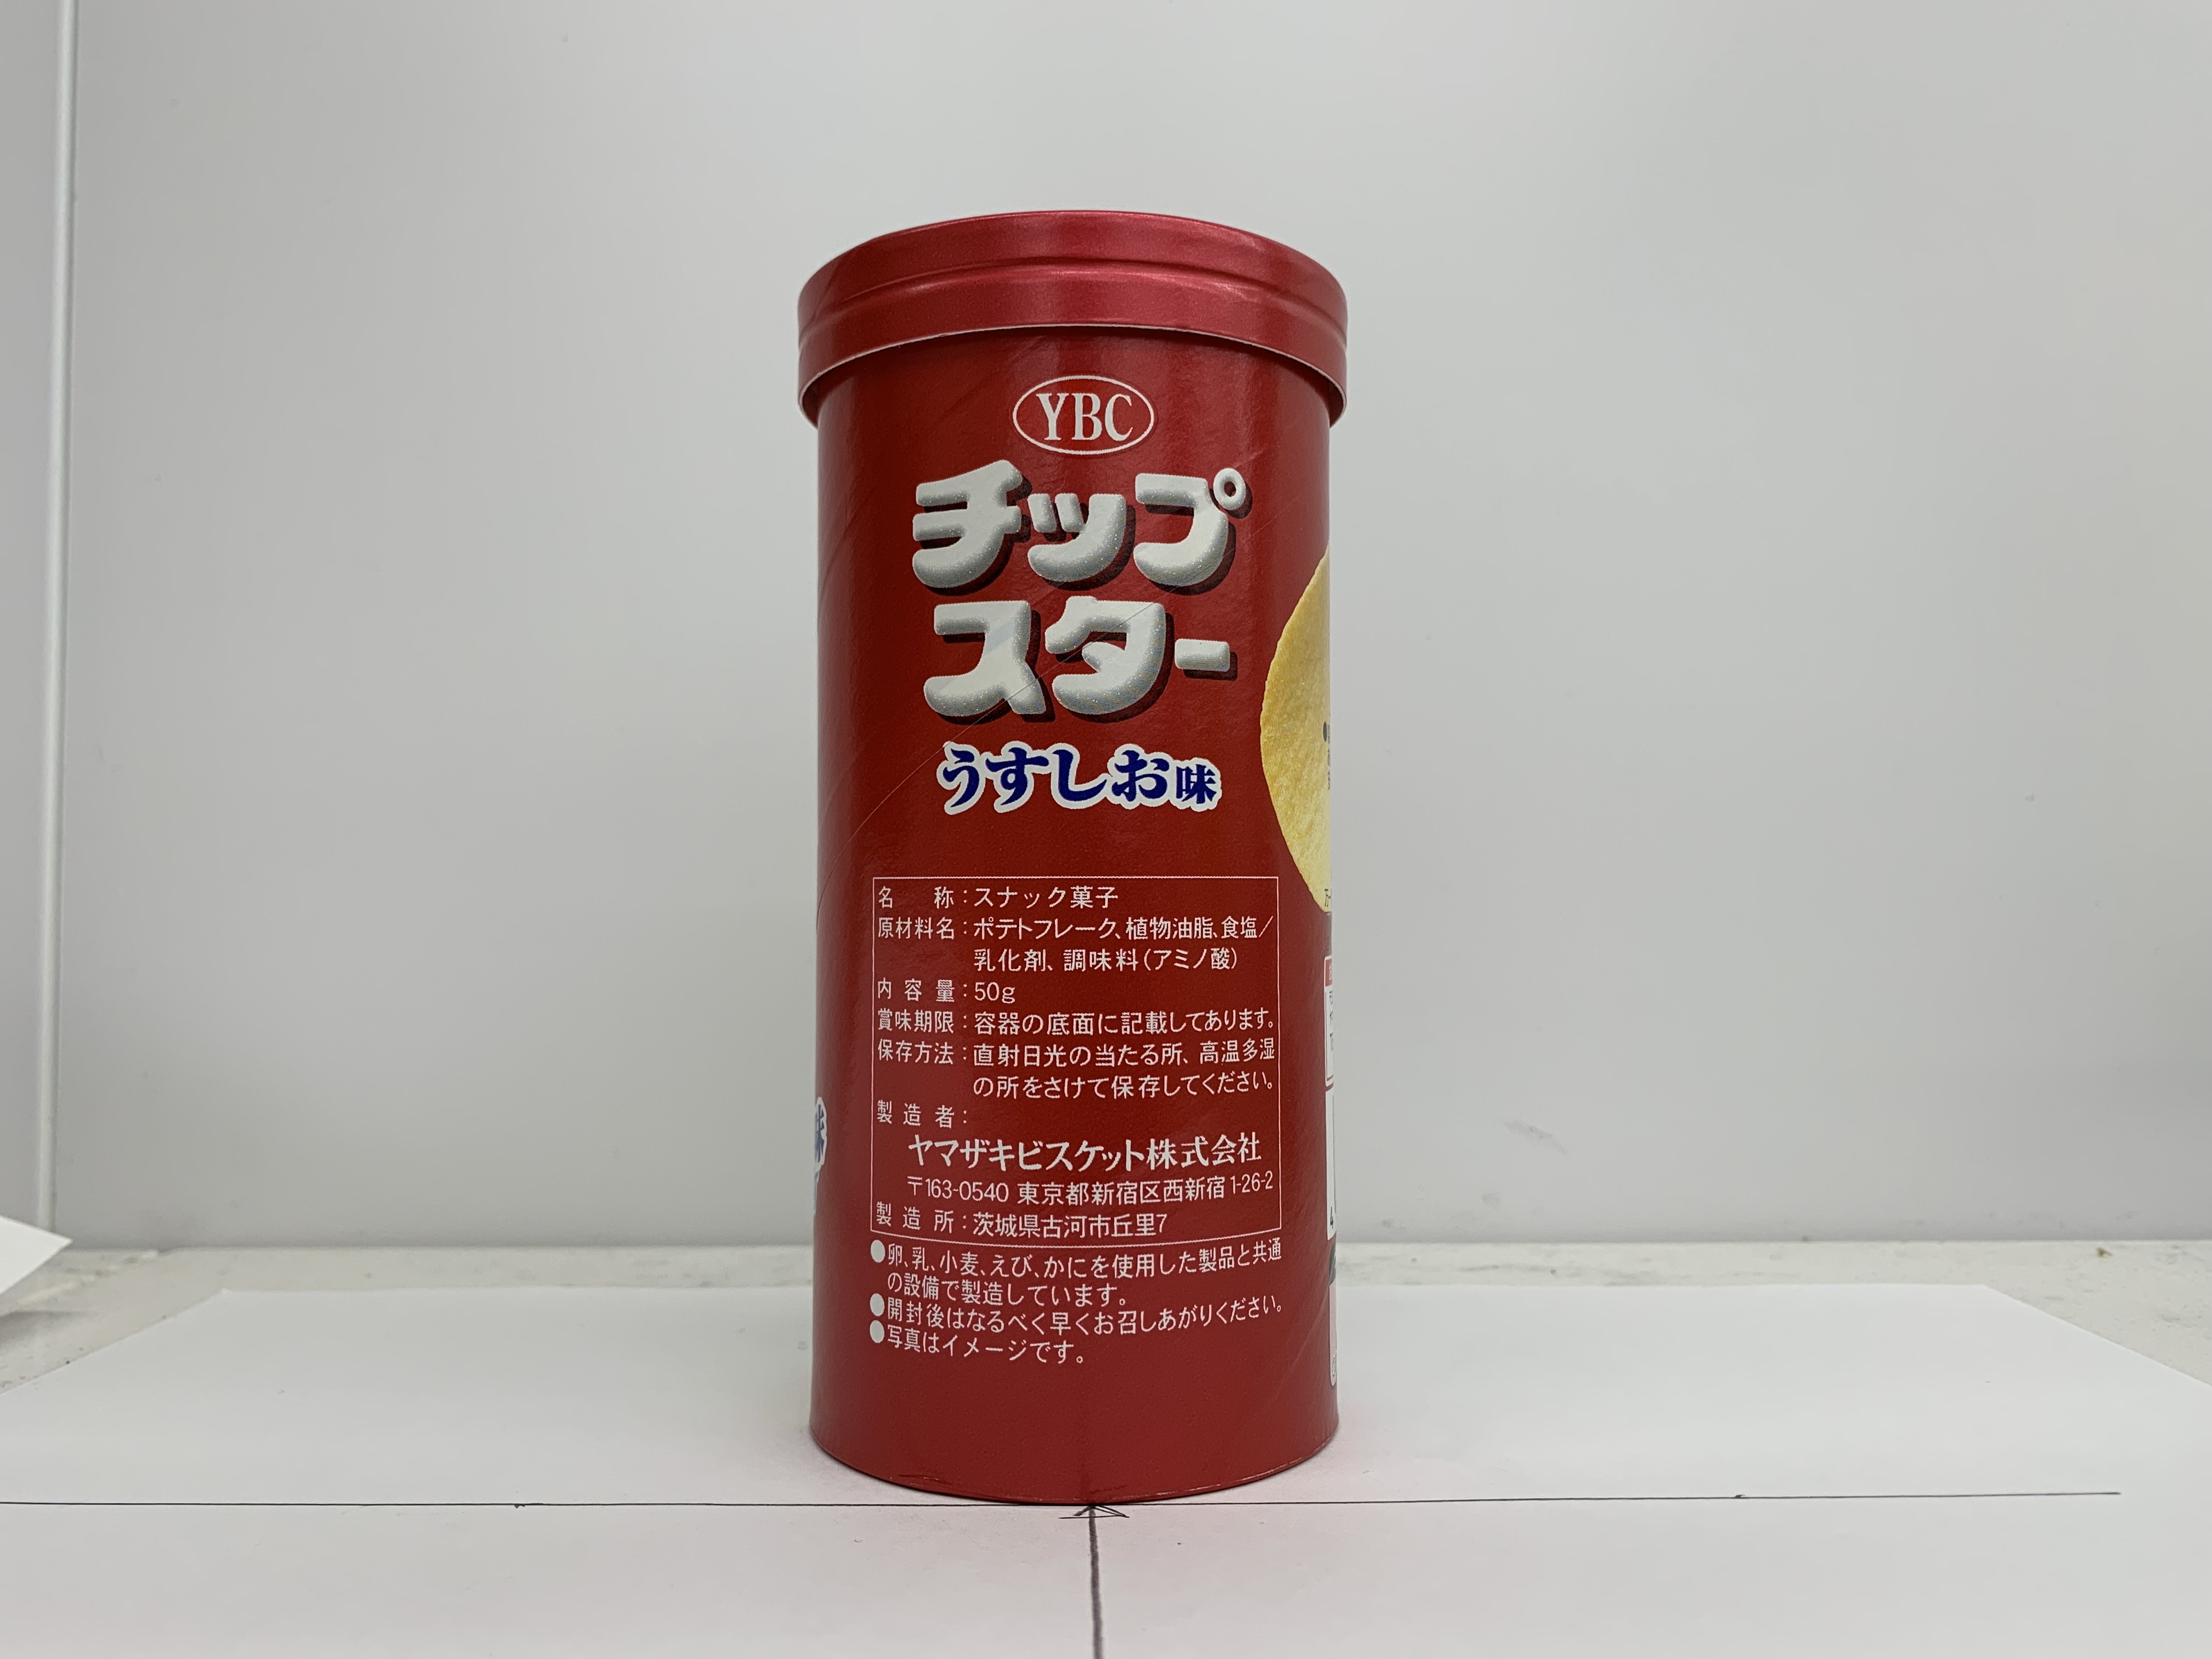 YBC
チップ
スター
うすしお味
名　称：スナック菓子
原材料名：ポテトフレーク、植物油脂、食塩／
乳化剤、調味料（アミノ酸）
内容量：50g
賞味期限：容器の底面に記載してあります。
保存方法：直射日光の当たる所、高温多湿
の所をさけて保存してください。
製造者：
ヤマザキビスケット株式会社
〒163-0540 東京都新宿区西新宿1-26-2
製造所：茨城県古河市丘里7
●卵、乳、小麦、えび、かにを使用した製品と共通
の設備で製造しています。
●開封後はなるべく早くお召しあがりください。
●写真はイメージです。
味